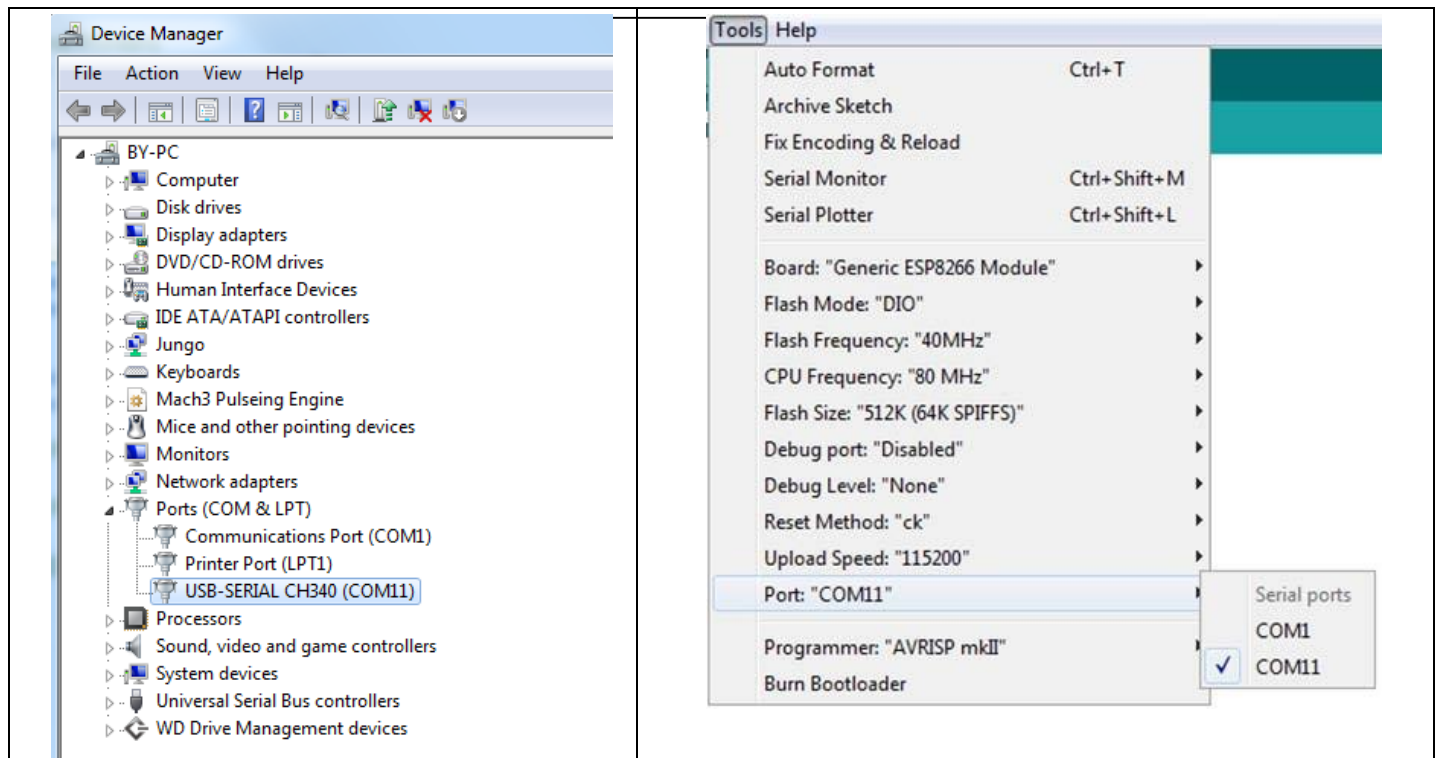 Device Manager
File Action View Help
BY-PC
Computer
Disk drives
Display adapters
DVD/CD-ROM drives
Human Interface Devices
IDE ATA/ATAPI controllers
Jungo
Keyboards
Mach3 Pulseing Engine
Mice and other pointing devices
Monitors
Network adapters
Ports (COM & LPT)
Communications Port (COM1)
Printer Port (LPT1)
USB-SERIAL CH340 (COM11)
Processors
Sound, video and game controllers
System devices
Universal Serial Bus controllers
WD Drive Management devices
Tools Help
Auto Format Ctrl+T
Archive Sketch
Fix Encoding & Reload
Serial Monitor Ctrl+Shift+M
Serial Plotter Ctrl+Shift+L
Board: "Generic ESP8266 Module"
Flash Mode: "DIO"
Flash Frequency: "40MHz"
CPU Frequency: "80 MHz"
Flash Size: "512K (64K SPIFFS)"
Debug port: "Disabled"
Debug Level: "None"
Reset Method: "ck"
Upload Speed: "115200"
Port: "COM11"
Serial ports
COM1
COM11
Programmer: "AVRISP mkII"
Burn Bootloader